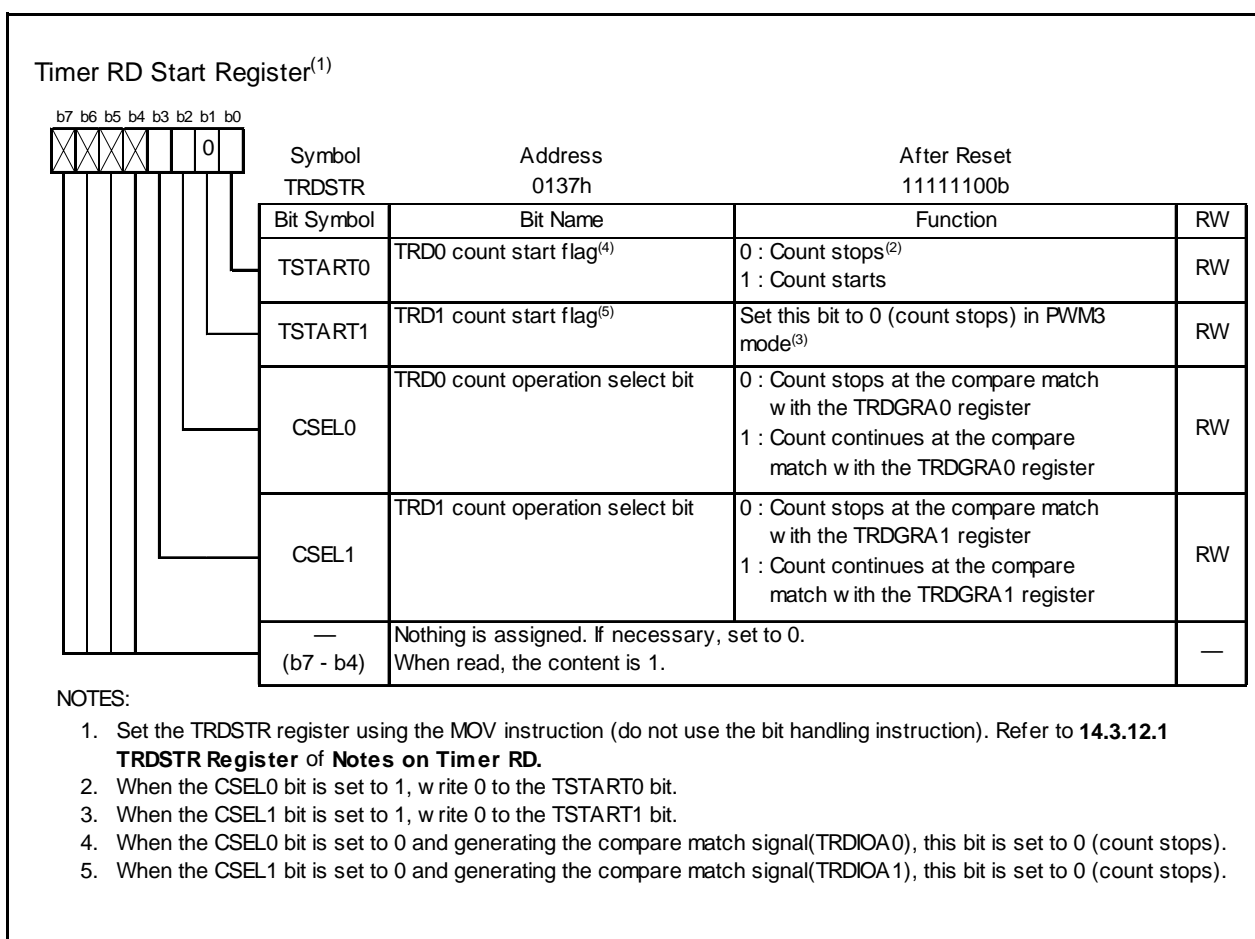 Timer RD Start Register(1)
b7 b6 b5 b4 b3 b2 b1 b0
0
Symbol Address After Reset
TRDSTR 0137h 11111100b
Bit Symbol Bit Name Function RW
TSTART0 TRD0 count start flag(4) 0 : Count stops(2) RW
1 : Count starts
TSTART1 TRD1 count start flag(5) Set this bit to 0 (count stops) in PWM3 RW
mode(3)
CSEL0 TRD0 count operation select bit 0 : Count stops at the compare match RW
with the TRDGRA0 register
1 : Count continues at the compare
match with the TRDGRA0 register
CSEL1 TRD1 count operation select bit 0 : Count stops at the compare match RW
with the TRDGRA1 register
1 : Count continues at the compare
match with the TRDGRA1 register
— Nothing is assigned. If necessary, set to 0. —
(b7 - b4) When read, the content is 1.
NOTES:
1. Set the TRDSTR register using the MOV instruction (do not use the bit handling instruction). Refer to 14.3.12.1
TRDSTR Register of Notes on Timer RD.
2. When the CSEL0 bit is set to 1, write 0 to the TSTART0 bit.
3. When the CSEL1 bit is set to 1, write 0 to the TSTART1 bit.
4. When the CSEL0 bit is set to 0 and generating the compare match signal(TRDIOA0), this bit is set to 0 (count stops).
5. When the CSEL1 bit is set to 0 and generating the compare match signal(TRDIOA1), this bit is set to 0 (count stops).